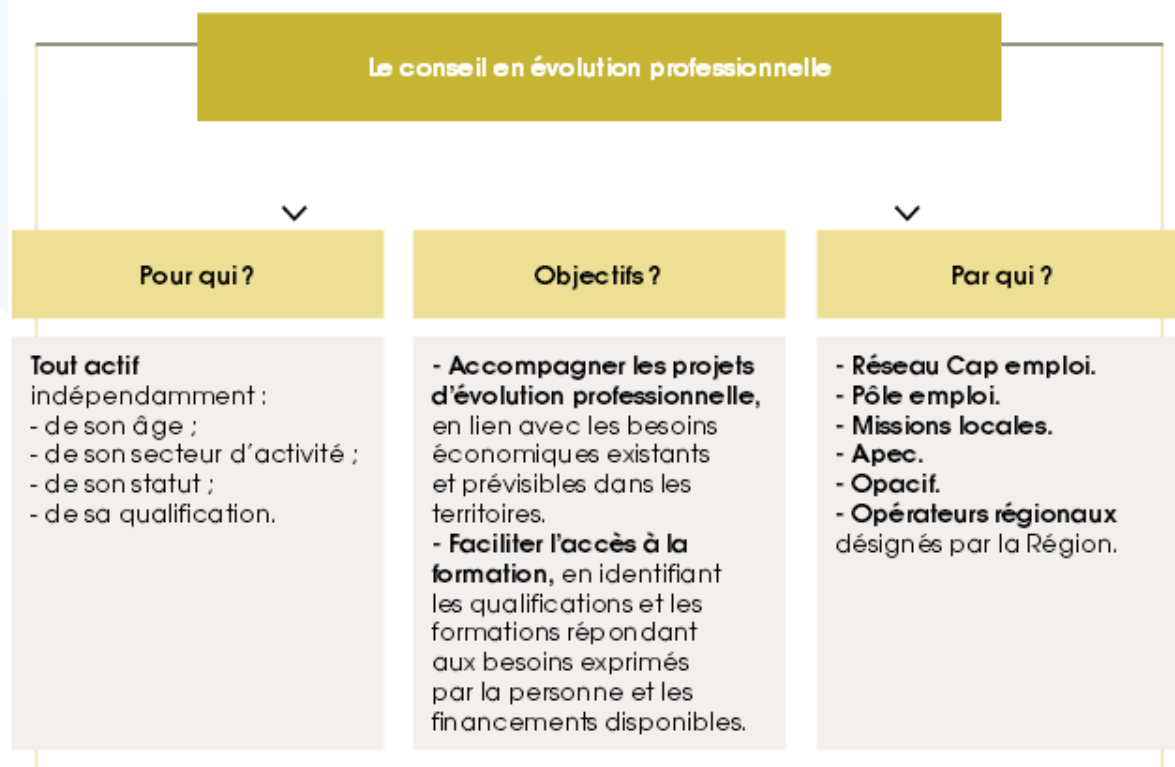 Le conseil en évolution professionnelle
Pour qui ?
Tout actif
indépendamment :
- de son âge ;
- de son secteur d'activité ;
- de son statut ;
- de sa qualification.
Objectifs ?
- Accompagner les projets
d'évolution professionnelle,
en lien avec les besoins
économiques existants
et prévisibles dans les
territoires.
- Faciliter l'accès à la
formation, en identifiant
les qualifications et les
formations répondant
aux besoins exprimés
par la personne et les
financements disponibles.
Par qui ?
- Réseau Cap emploi.
- Pôle emploi.
- Missions locales.
- Apec.
- Opacif.
- Opérateurs régionaux
désignés par la Région.